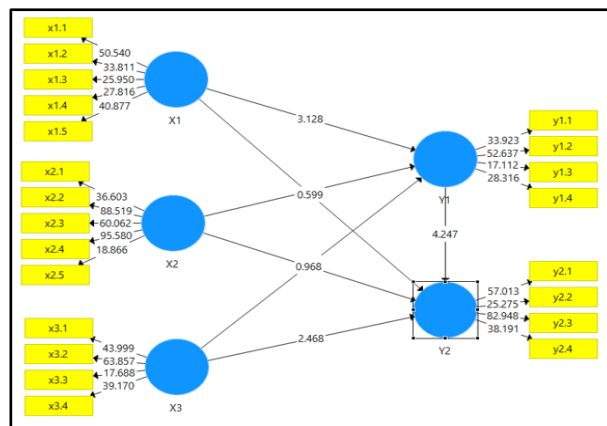 x1.1
x1.2
x1.3
x1.4
x1.5
50.540
33.811
25.950
27.816
40.877
X1
x2.1
x2.2
x2.3
x2.4
x2.5
36.603
88.519
60.062
95.580
18.866
X2
x3.1
x3.2
x3.3
x3.4
43.999
63.857
17.688
39.170
X3
3.128
0.599
0.968
2.468
4.247
Y1
33.923
52.637
17.112
28.316
y1.1
y1.2
y1.3
y1.4
Y2
57.013
25.275
82.948
38.191
y2.1
y2.2
y2.3
y2.4